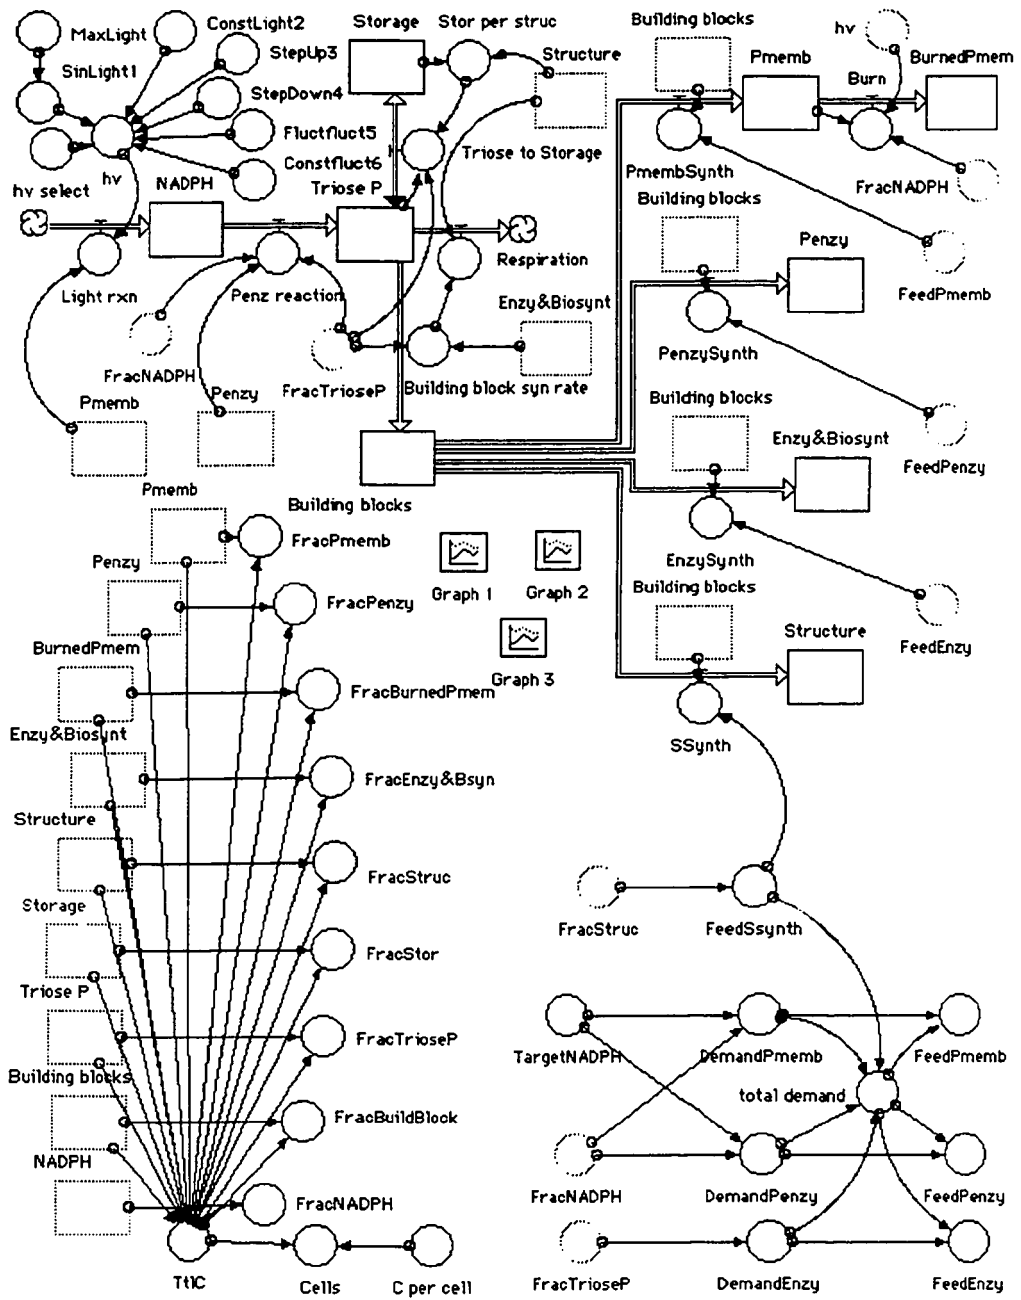 Storage
Stor per struc
Building blocks
hv
MaxLight
ConstLight2
StepUp3
SinLight1
Structure
Pmemb
Burn
BurnedPmem
StepDown4
Fluctfluct5
Constfluct6
Triose to Storage
PmembSynth
FracNADPH
hv select
hv
NADPH
Triose P
Building blocks
Penzy
Light rxn
Penz reaction
Respiration
Enzy&Biosynt
FeedPmemb
FracNADPH
FracTrioseP
Building block syn rate
PenzySynth
Pmemb
Penzy
Building blocks
Enzy&Biosynt
FeedPenzy
Pmemb
Building blocks
FracPmemb
EnzySynth
Penzy
Graph 1
Graph 2
Building blocks
FracPenzy
Structure
FeedEnzy
BurnedPmem
Graph 3
FracBurnedPmem
Enzy&Biosynt
SSynth
FracEnzy&Bsyn
Structure
FracStruc
Storage
FracStruc
FeedSsynth
FracStor
Triose P
FracTrioseP
TargetNADPH
DemandPmemb
FeedPmemb
Building blocks
total demand
FracBuildBlock
NADPH
FracNADPH
FracNADPH
DemandPenzy
FeedPenzy
TtlC
Cells
C per cell
FracTrioseP
DemandEnzy
FeedEnzy